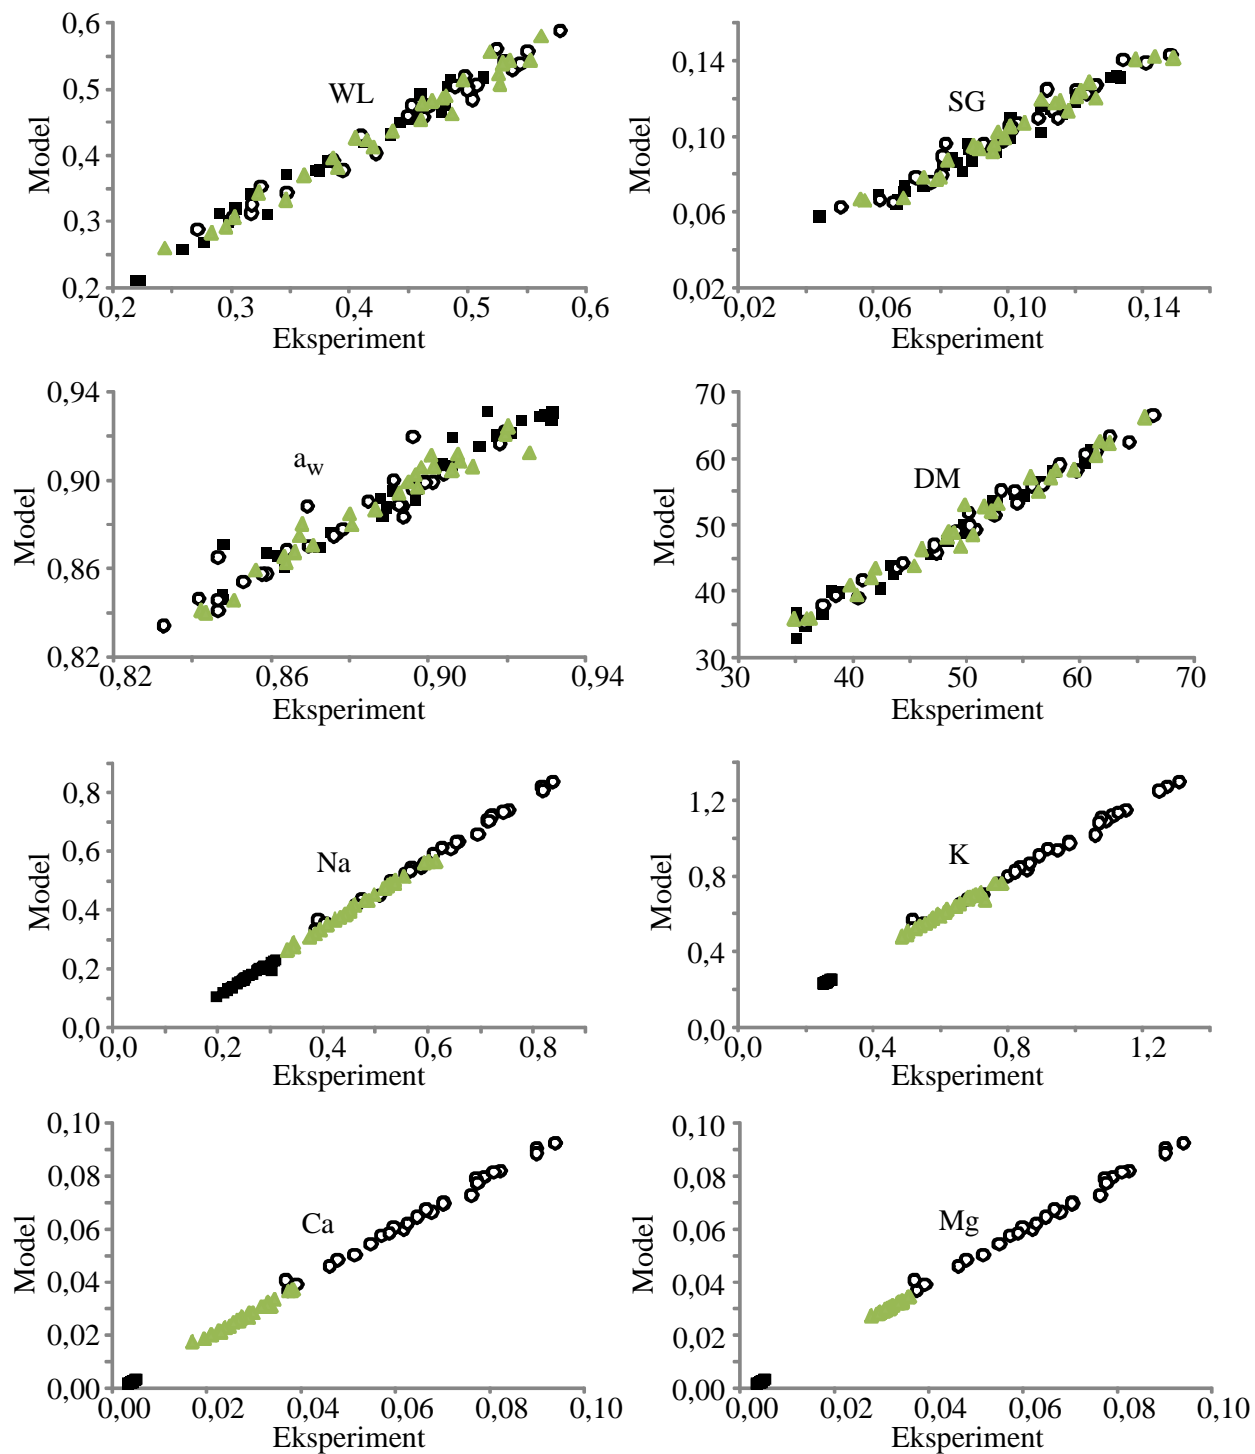 0,6
0,5
0,4
0,3
0,2
Model
WL
0,2 0,3 0,4 0,5 0,6
Eksperiment
0,14
0,10
0,06
0,02
Model
SG
0,02 0,06 0,10 0,14
Eksperiment
0,94
0,90
0,86
0,82
Model
a_w
0,82 0,86 0,90 0,94
Eksperiment
70
60
50
40
30
Model
DM
30 40 50 60 70
Eksperiment
0,8
0,6
0,4
0,2
0,0
Model
Na
0,0 0,2 0,4 0,6 0,8
Eksperiment
1,2
0,8
0,4
0,0
Model
K
0,0 0,4 0,8 1,2
Eksperiment
0,10
0,08
0,06
0,04
0,02
0,00
Model
Ca
0,00 0,02 0,04 0,06 0,08 0,10
Eksperiment
0,10
0,08
0,06
0,04
0,02
0,00
Model
Mg
0,00 0,02 0,04 0,06 0,08 0,10
Eksperiment